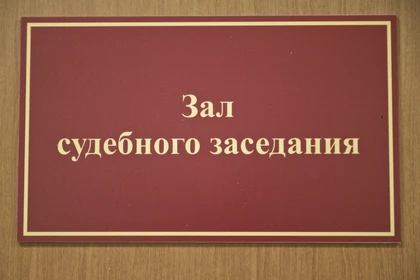 Зал
судебного заседания